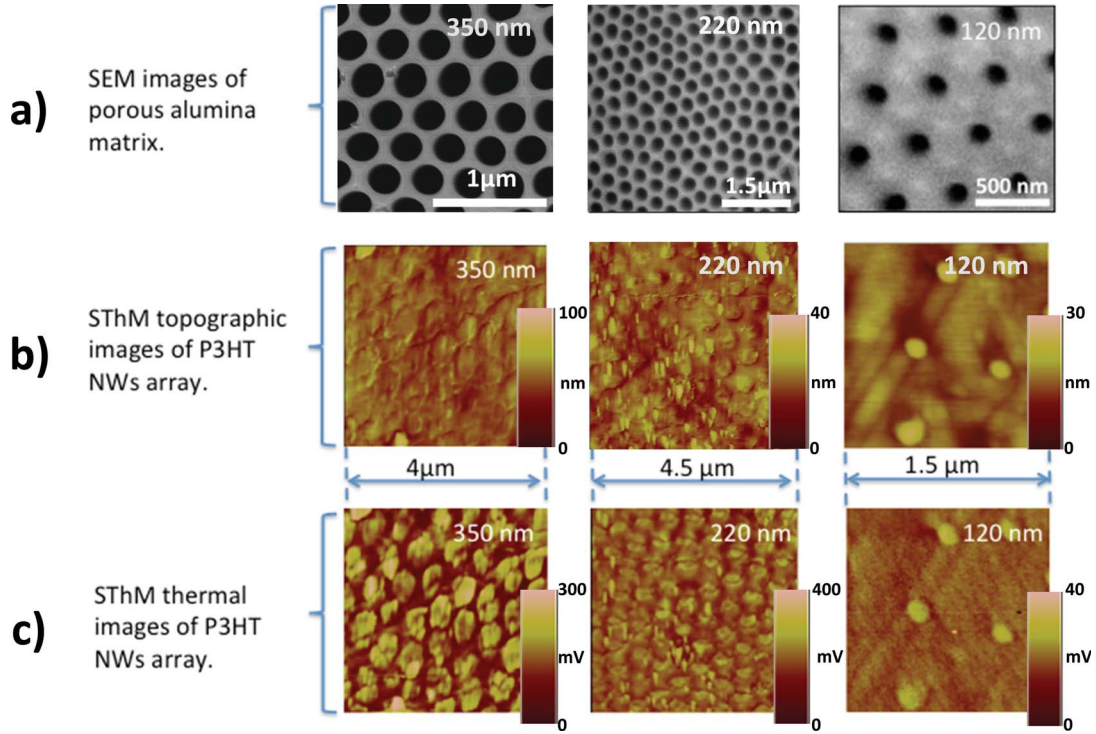 a)
SEM images of
porous alumina
matrix.
350 nm
1µm
220 nm
1.5µm
120 nm
500 nm
b)
SThM topographic
images of P3HT
NWs array.
350 nm
100
nm
0
220 nm
40
nm
0
120 nm
30
nm
0
4µm
4.5 µm
1.5 µm
c)
SThM thermal
images of P3HT
NWs array.
350 nm
300
mV
0
220 nm
400
mV
0
120 nm
40
mV
0